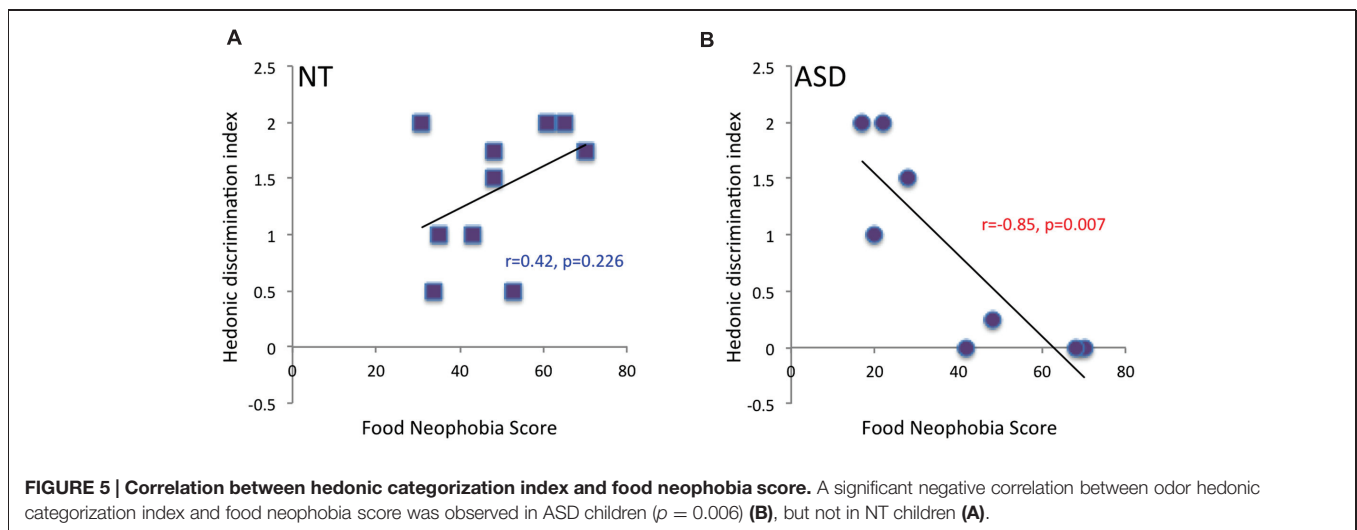 A
NT
2.5
2
1.5
1
0.5
0
-0.5
0 20 40 60 80
Hedonic discrimination index
Food Neophobia Score
r=0.42, p=0.226
B
ASD
2.5
2
1.5
1
0.5
0
-0.5
0 20 40 60 80
Hedonic discrimination index
Food Neophobia Score
r=-0.85, p=0.007
FIGURE 5 | Correlation between hedonic categorization index and food neophobia score. A significant negative correlation between odor hedonic
categorization index and food neophobia score was observed in ASD children (p = 0.006) (B), but not in NT children (A).